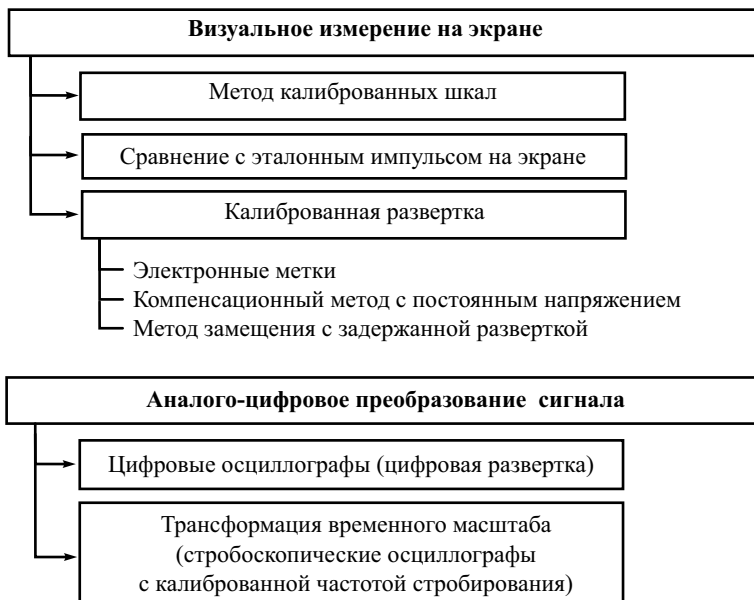 Визуальное измерение на экране
Метод калиброванных шкал
Сравнение с эталонным импульсом на экране
Калиброванная развертка
Электронные метки
Компенсационный метод с постоянным напряжением
Метод замещения с задержанной разверткой
Аналого-цифровое преобразование сигнала
Цифровые осциллографы (цифровая развертка)
Трансформация временного масштаба
(стробоскопические осциллографы
с калиброванной частотой стробирования)